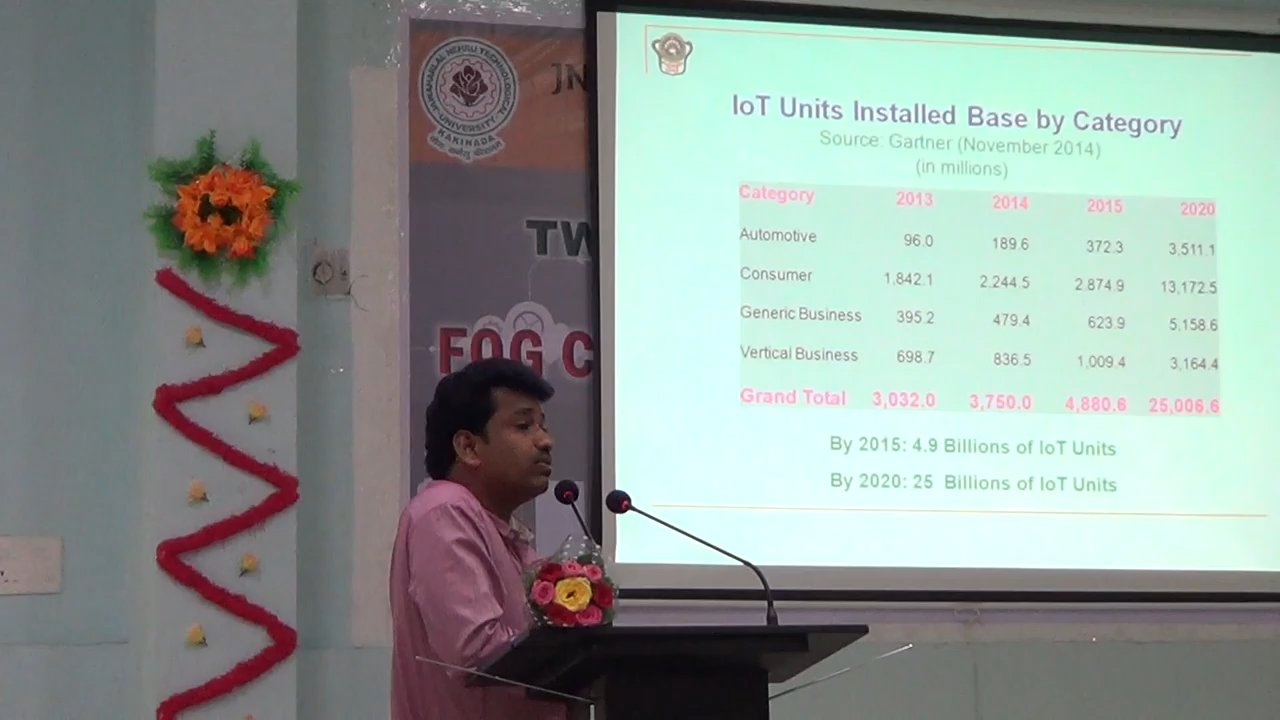 JAWAHARLAL NEHRU TECHNOLOGICAL
UNIVERSITY
KAKINADA
JN
TW
FOG C
IoT Units Installed Base by Category
Source: Gartner (November 2014)
(in millions)
Category 2013 2014 2015 2020
Automotive 96.0 189.6 372.3 3,511.1
Consumer 1,842.1 2,244.5 2,874.9 13,172.5
Generic Business 395.2 479.4 623.9 5,158.6
Vertical Business 698.7 836.5 1,009.4 3,164.4
Grand Total 3,032.0 3,750.0 4,880.6 25,006.6
By 2015: 4.9 Billions of IoT Units
By 2020: 25 Billions of IoT Units